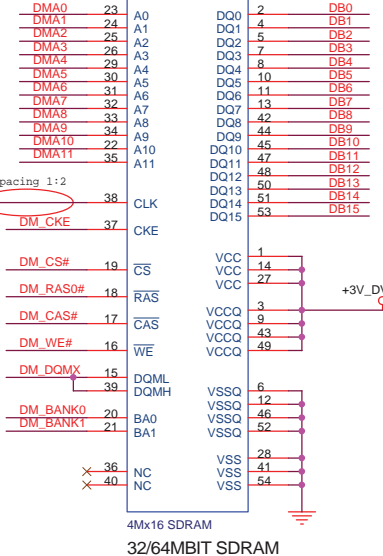 DMA0 23 A0 DQ0 2 DB0
DMA1 24 A1 DQ1 4 DB1
DMA2 25 A2 DQ2 5 DB2
DMA3 26 A3 DQ3 7 DB3
DMA4 29 A4 DQ4 8 DB4
DMA5 30 A5 DQ5 10 DB5
DMA6 31 A6 DQ6 11 DB6
DMA7 32 A7 DQ7 13 DB7
DMA8 33 A8 DQ8 42 DB8
DMA9 34 A9 DQ9 44 DB9
DMA10 22 A10 DQ10 45 DB10
DMA11 35 A11 DQ11 47 DB11
DQ12 48 DB12
DQ13 50 DB13
pacing 1:2
38 CLK DQ14 51 DB14
DQ15 53 DB15
DM_CKE 37 CKE
VCC 1
DM_CS# 19 CS VCC 14
VCC 27
+3V_DV
DM_RAS0# 18 RAS
VCCQ 3
DM_CAS# 17 CAS VCCQ 9
VCCQ 43
DM_WE# 16 WE VCCQ 49
DM_DQMX 15 DQML
39 DQMH VSSQ 6
VSSQ 12
DM_BANK0 20 BA0 VSSQ 46
DM_BANK1 21 BA1 VSSQ 52
VSS 28
36 NC VSS 41
40 NC VSS 54
4Mx16 SDRAM
32/64MBIT SDRAM